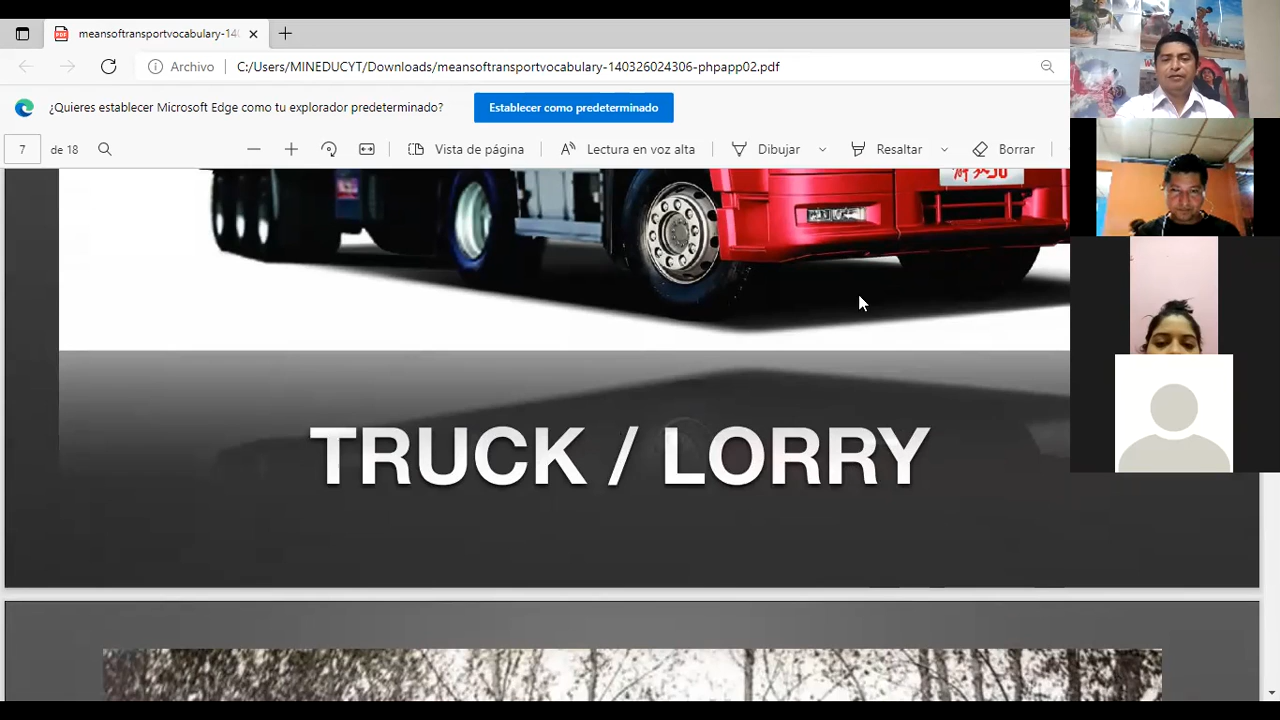 meansoftransportvocabulary-140
Archivo
C:/Users/MINEDUCYT/Downloads/meansoftransportvocabulary-140326024306-phpapp02.pdf
¿Quieres establecer Microsoft Edge como tu explorador predeterminado?
Establecer como predeterminado
7 de 18
Vista de página
Lectura en voz alta
Dibujar
Resaltar
Borrar
TRUCK / LORRY